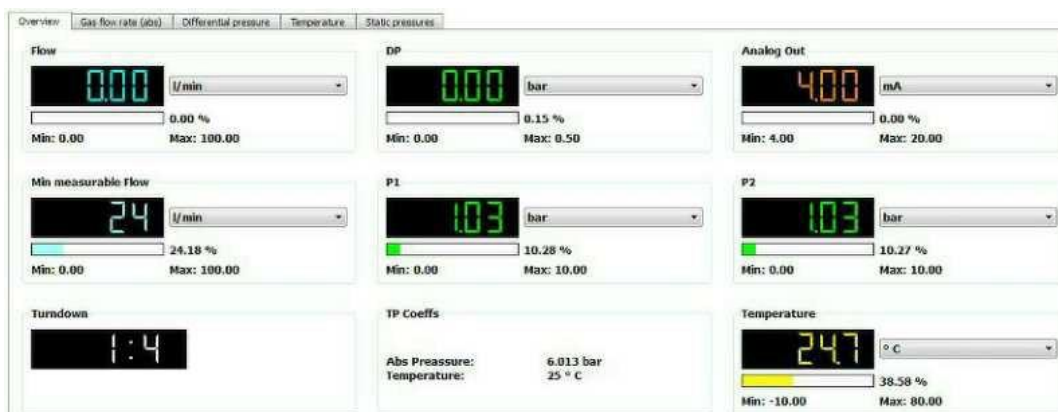 Overview Gas flow rate (abs) Differential pressure Temperature Static pressures
Flow
0.00 l/min
0.00 %
Min: 0.00 Max: 100.00
DP
0.00 bar
0.15 %
Min: 0.00 Max: 0.50
Analog Out
4.00 mA
0.00 %
Min: 4.00 Max: 20.00
Min measurable Flow
24 l/min
24.18 %
Min: 0.00 Max: 100.00
P1
1.03 bar
10.28 %
Min: 0.00 Max: 10.00
P2
1.03 bar
10.27 %
Min: 0.00 Max: 10.00
Turndown
1:4
TP Coeffs
Abs Preassure: 6.013 bar
Temperature: 25 ° C
Temperature
24.7 ° C
38.58 %
Min: -10.00 Max: 80.00